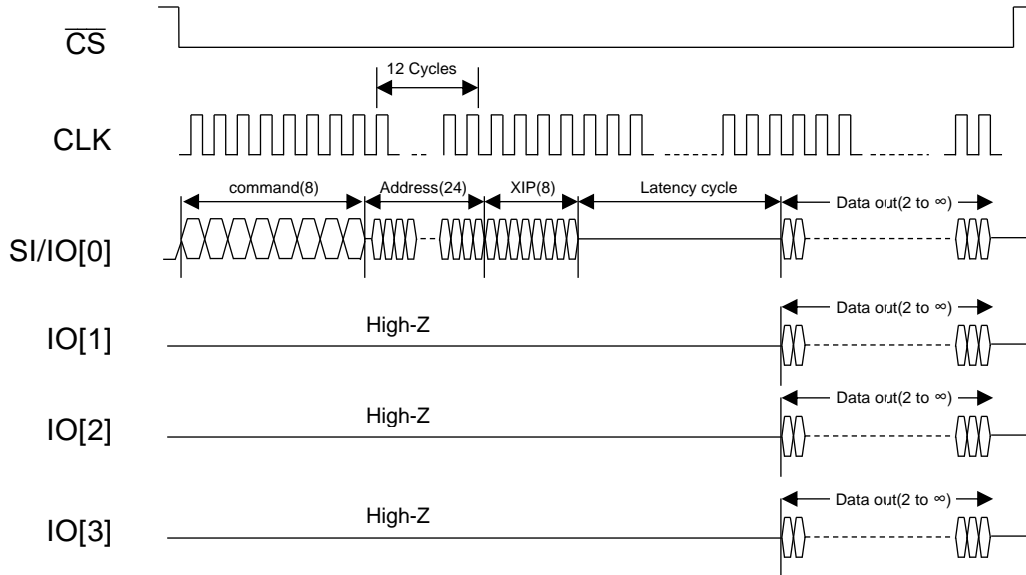 CS
12 Cycles
CLK
command(8) Address(24) XIP(8) Latency cycle Data out(2 to ∞)
SI/IO[0]
Data out(2 to ∞)
IO[1] High-Z
Data out(2 to ∞)
IO[2] High-Z
Data out(2 to ∞)
IO[3] High-Z